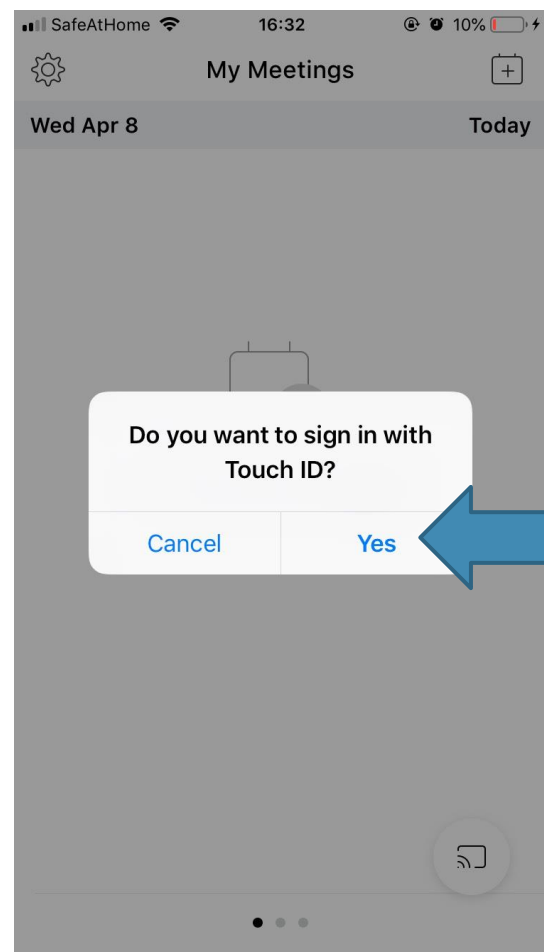 SafeAtHome 16:32 10%
My Meetings
Wed Apr 8 Today
Do you want to sign in with
Touch ID?
Cancel Yes